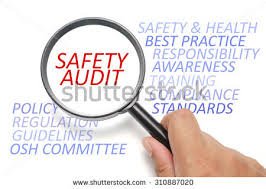 SAFETY & HEALTH
BEST PRACTICE
RESPONSIBILITY
AWARENESS
TRAINING
COMPLIANCE
STANDARDS
SAFETY
AUDIT
POLICY
REGULATION
GUIDELINES
OSH COMMITTEE
shutterstock
www.shutterstock.com · 310887020